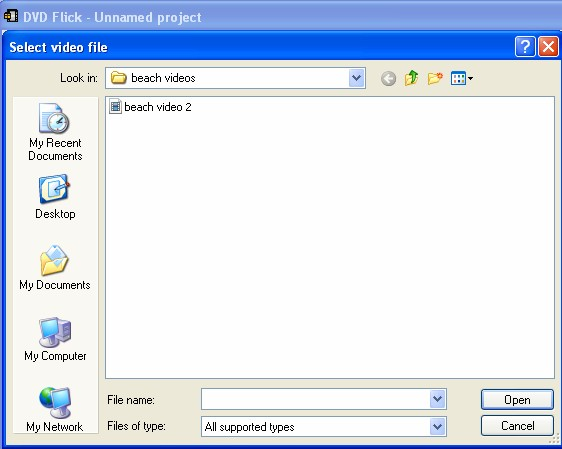 DVD Flick - Unnamed project
Select video file
Look in:
beach videos
beach video 2
My Recent
Documents
Desktop
My Documents
My Computer
My Network
File name:
Open
Files of type:
All supported types
Cancel